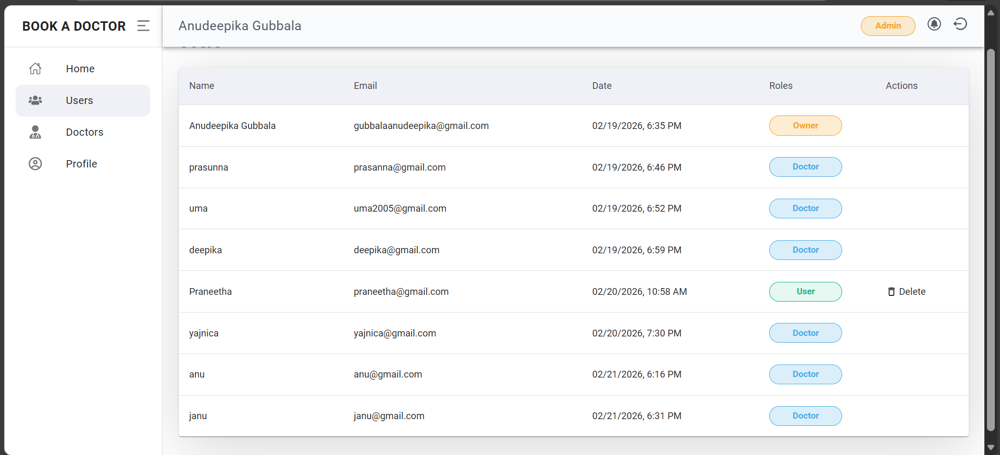 BOOK A DOCTOR
Anudeepika Gubbala
Admin
Home
Users
Doctors
Profile
Name Email Date Roles Actions
Anudeepika Gubbala gubbalaanudeepika@gmail.com 02/19/2026, 6:35 PM Owner
prasunna prasanna@gmail.com 02/19/2026, 6:46 PM Doctor
uma uma2005@gmail.com 02/19/2026, 6:52 PM Doctor
deepika deepika@gmail.com 02/19/2026, 6:59 PM Doctor
Praneetha praneetha@gmail.com 02/20/2026, 10:58 AM User Delete
yajnica yajnica@gmail.com 02/20/2026, 7:30 PM Doctor
anu anu@gmail.com 02/21/2026, 6:16 PM Doctor
janu janu@gmail.com 02/21/2026, 6:31 PM Doctor